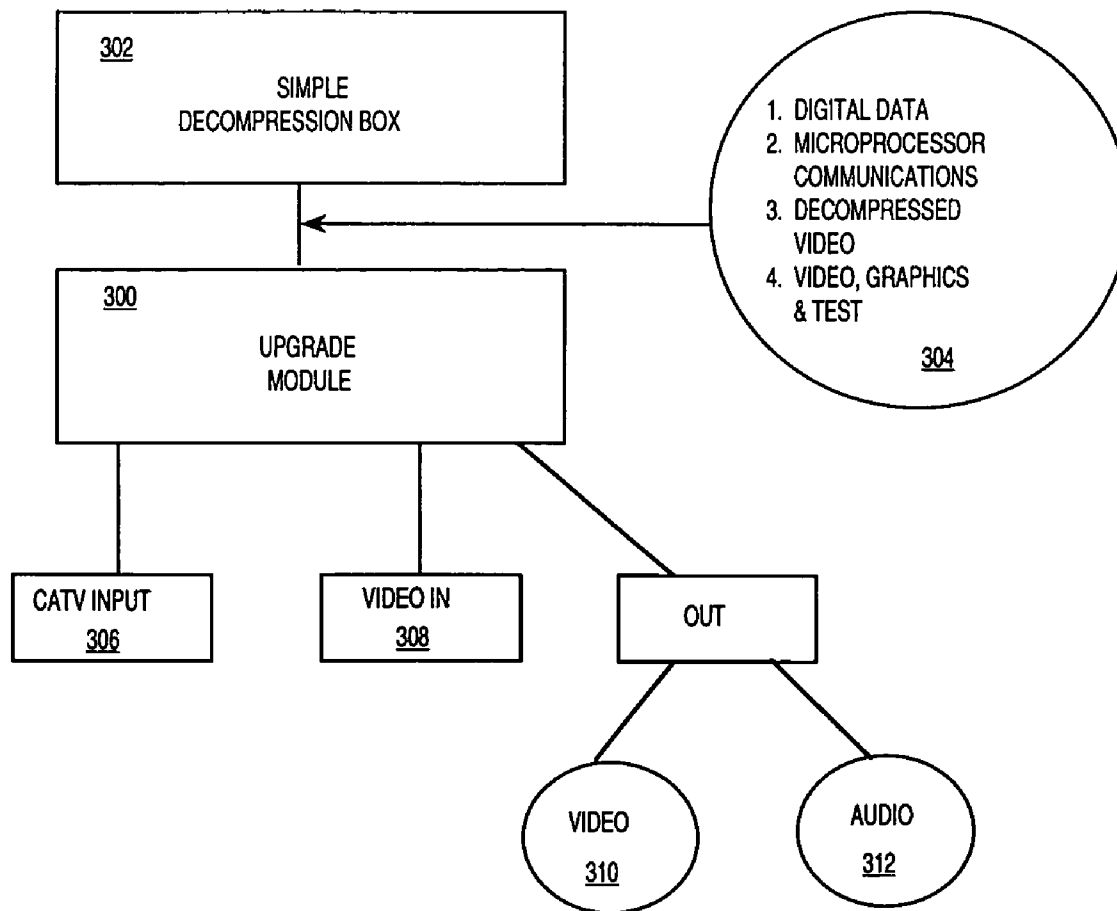 302
SIMPLE
DECOMPRESSION BOX
1. DIGITAL DATA
2. MICROPROCESSOR
COMMUNICATIONS
3. DECOMPRESSED
VIDEO
4. VIDEO, GRAPHICS
& TEST
304
300
UPGRADE
MODULE
CATV INPUT
306
VIDEO IN
308
OUT
VIDEO
310
AUDIO
312